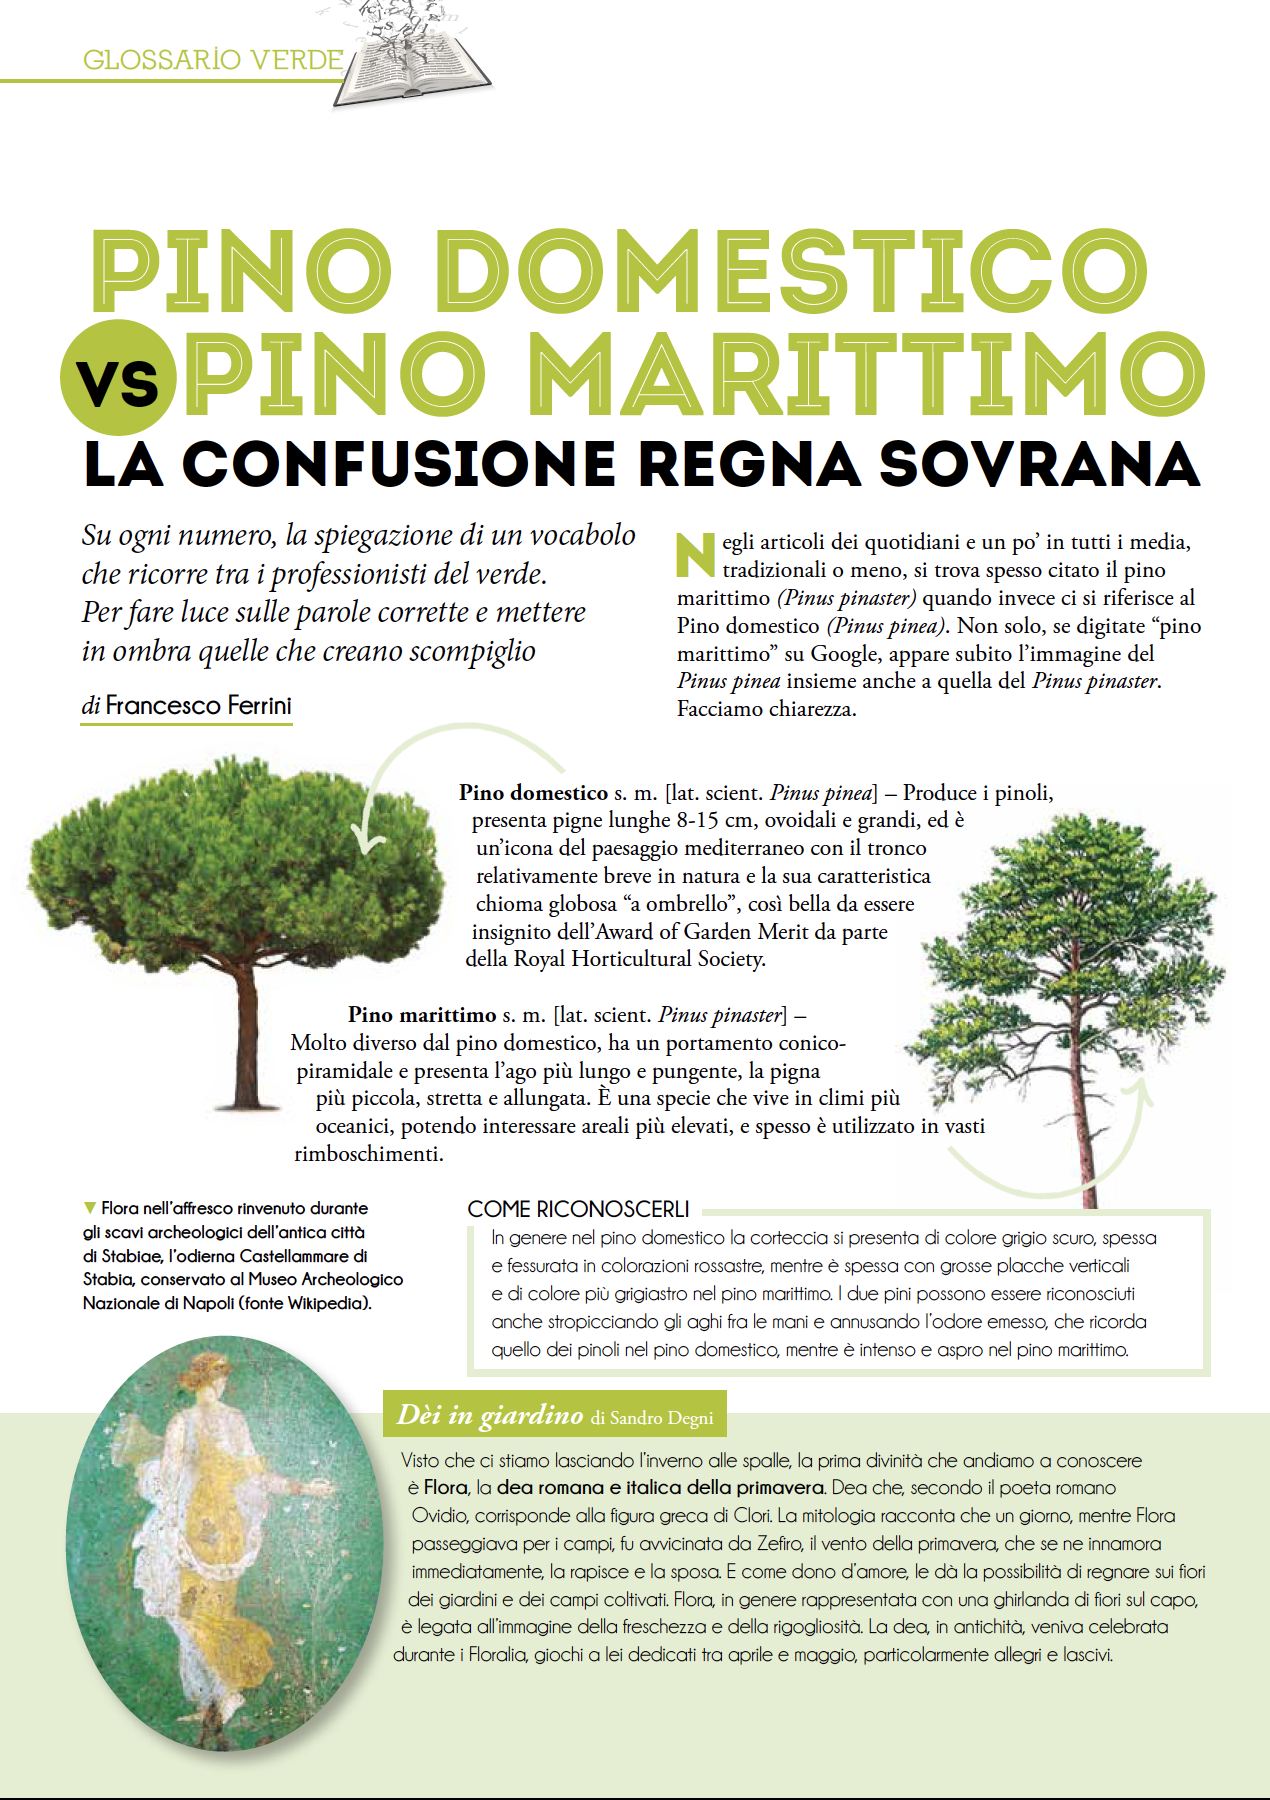 GLOSSARIO VERDE
PINO DOMESTICO
VS PINO MARITTIMO
LA CONFUSIONE REGNA SOVRANA
Su ogni numero, la spiegazione di un vocabolo
che ricorre tra i professionisti del verde.
Per fare luce sulle parole corrette e mettere
in ombra quelle che creano scompiglio
di Francesco Ferrini
Negli articoli dei quotidiani e un po’ in tutti i media,
tradizionali o meno, si trova spesso citato il pino
marittimo (Pinus pinaster) quando invece ci si riferisce al
Pino domestico (Pinus pinea). Non solo, se digitate “pino
marittimo” su Google, appare subito l’immagine del
Pinus pinea insieme anche a quella del Pinus pinaster.
Facciamo chiarezza.
Pino domestico s. m. [lat. scient. Pinus pinea] – Produce i pinoli,
presenta pigne lunghe 8-15 cm, ovoidali e grandi, ed è
un’icona del paesaggio mediterraneo con il tronco
relativamente breve in natura e la sua caratteristica
chioma globosa “a ombrello”, così bella da essere
insignito dell’Award of Garden Merit da parte
della Royal Horticultural Society.
Pino marittimo s. m. [lat. scient. Pinus pinaster] –
Molto diverso dal pino domestico, ha un portamento conico-
piramidale e presenta l’ago più lungo e pungente, la pigna
più piccola, stretta e allungata. È una specie che vive in climi più
oceanici, potendo interessare areali più elevati, e spesso è utilizzato in vasti
rimboschimenti.
▼ Flora nell’affresco rinvenuto durante
gli scavi archeologici dell’antica città
di Stabiae, l’odierna Castellammare di
Stabia, conservato al Museo Archeologico
Nazionale di Napoli (fonte Wikipedia).
COME RICONOSCERLI
In genere nel pino domestico la corteccia si presenta di colore grigio scuro, spessa
e fessurata in colorazioni rossastre, mentre è spessa con grosse placche verticali
e di colore più grigiastro nel pino marittimo. I due pini possono essere riconosciuti
anche stropicciando gli aghi fra le mani e annusando l’odore emesso, che ricorda
quello dei pinoli nel pino domestico, mentre è intenso e aspro nel pino marittimo.
Dèi in giardino di Sandro Degni
Visto che ci stiamo lasciando l’inverno alle spalle, la prima divinità che andiamo a conoscere
è Flora, la dea romana e italica della primavera. Dea che, secondo il poeta romano
Ovidio, corrisponde alla figura greca di Clori. La mitologia racconta che un giorno, mentre Flora
passeggiava per i campi, fu avvicinata da Zefiro, il vento della primavera, che se ne innamora
immediatamente, la rapisce e la sposa. E come dono d’amore, le dà la possibilità di regnare sui fiori
dei giardini e dei campi coltivati. Flora, in genere rappresentata con una ghirlanda di fiori sul capo,
è legata all’immagine della freschezza e della rigogliosità. La dea, in antichità, veniva celebrata
durante i Floralia, giochi a lei dedicati tra aprile e maggio, particolarmente allegri e lascivi.